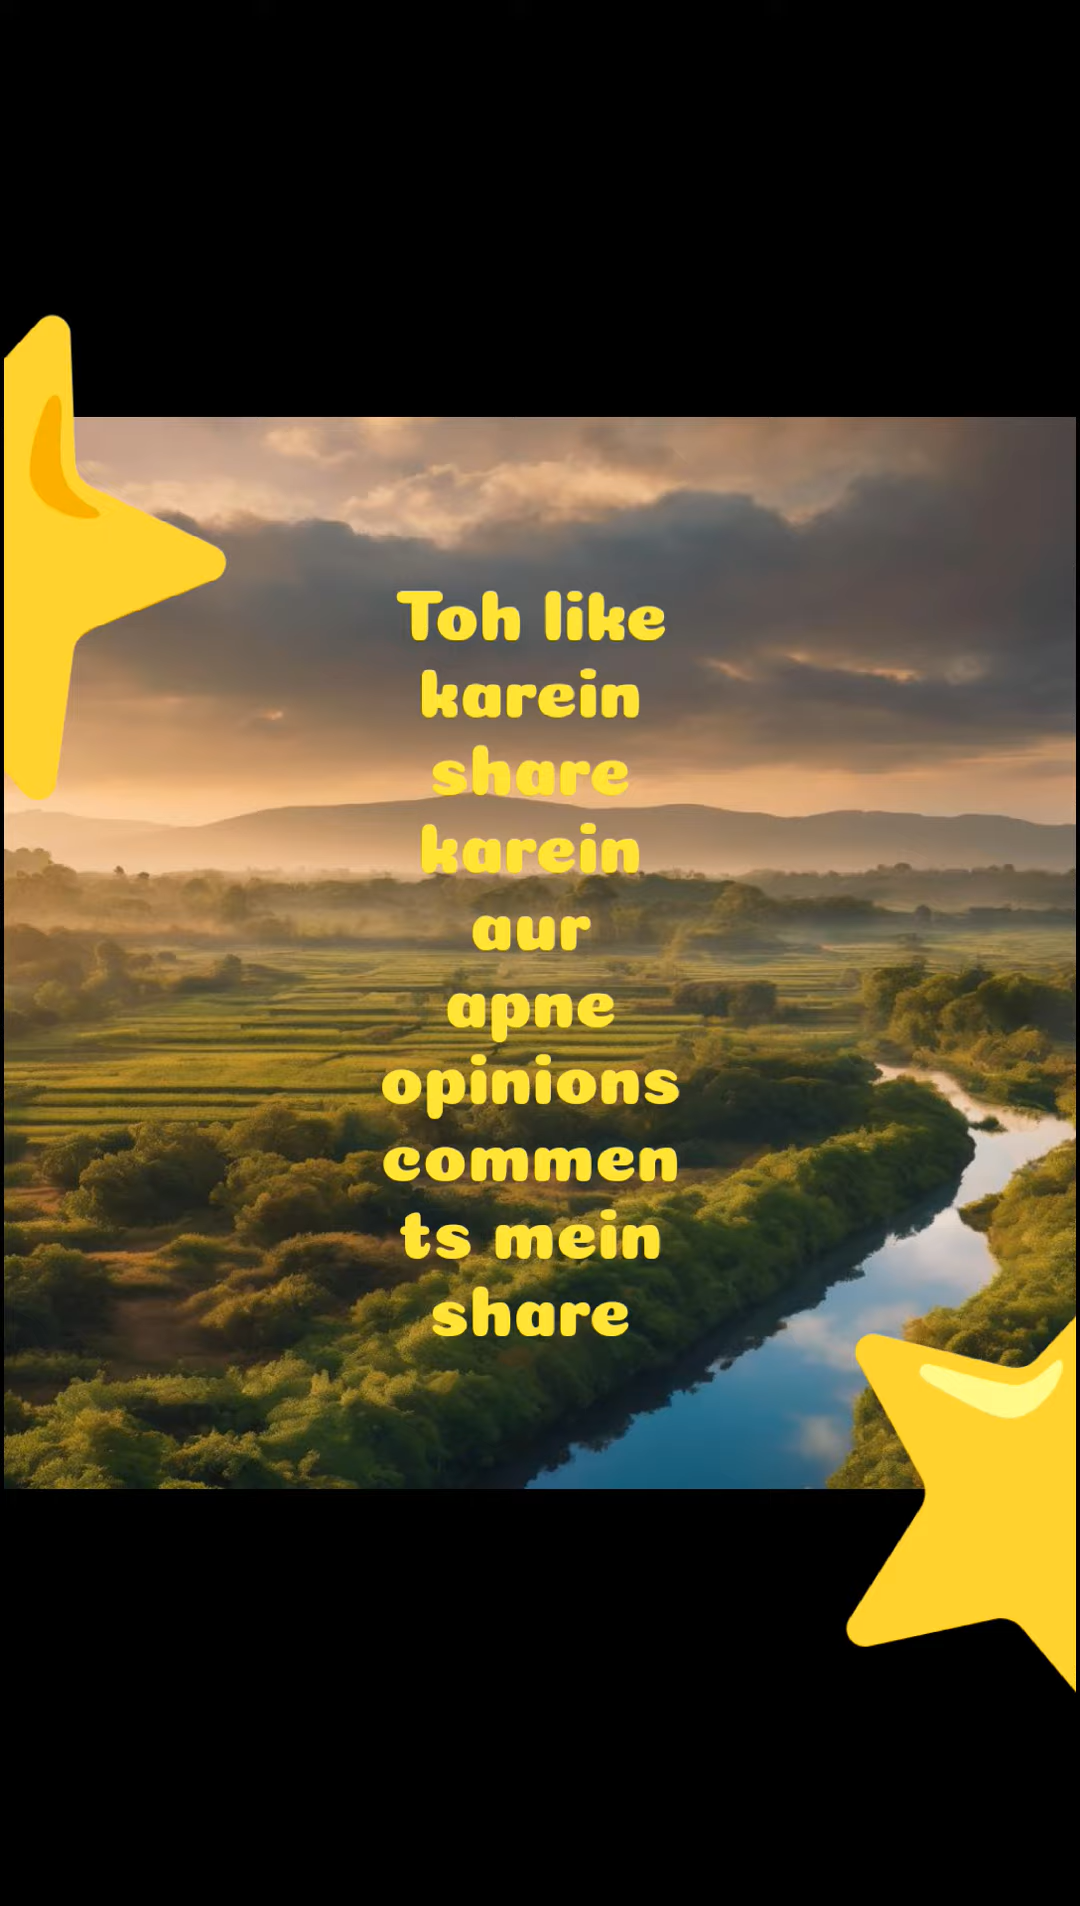 Toh like
karein
share
karein
aur
apne
opinions
commen
ts mein
share